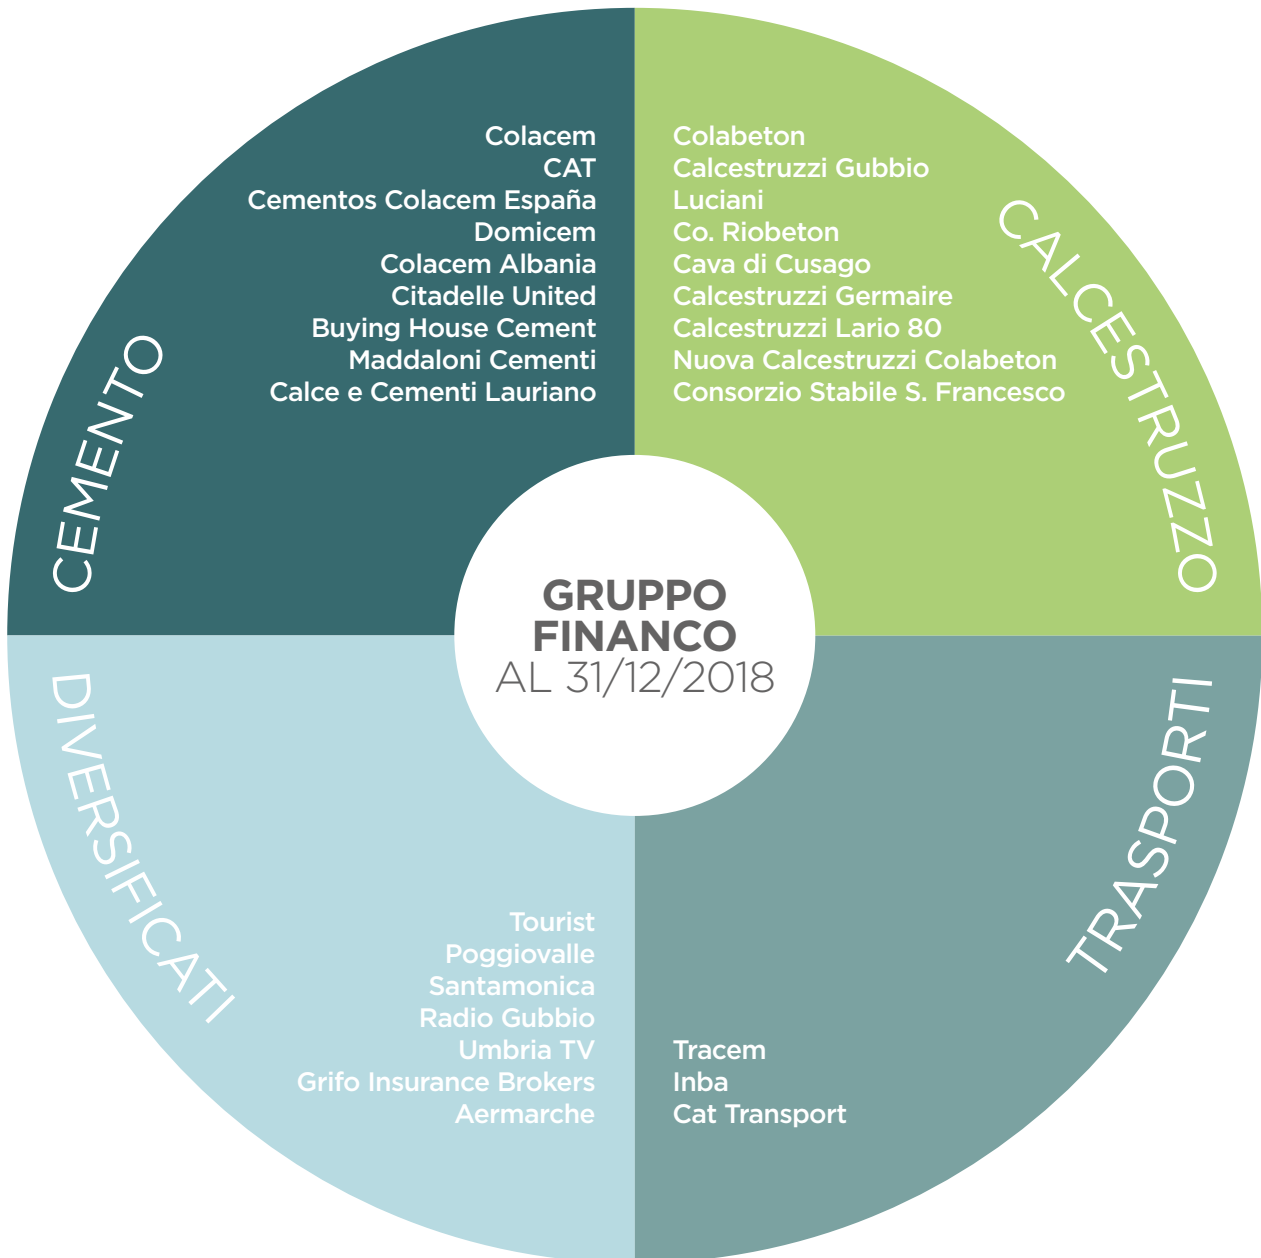 CEMENTO
Colacem
CAT
Cementos Colacem España
Domicem
Colacem Albania
Citadelle United
Buying House Cement
Maddaloni Cementi
Calce e Cementi Lauriano
CALCESTRUZZO
Colabeton
Calcestruzzi Gubbio
Luciani
Co. Riobeton
Cava di Cusago
Calcestruzzi Germaire
Calcestruzzi Lario 80
Nuova Calcestruzzi Colabeton
Consorzio Stabile S. Francesco
GRUPPO
FINANCO
AL 31/12/2018
DIVERSIFICATI
Tourist
Poggiovalle
Santamonica
Radio Gubbio
Umbria TV
Grifo Insurance Brokers
Aermarche
TRASPORTI
Tracem
Inba
Cat Transport